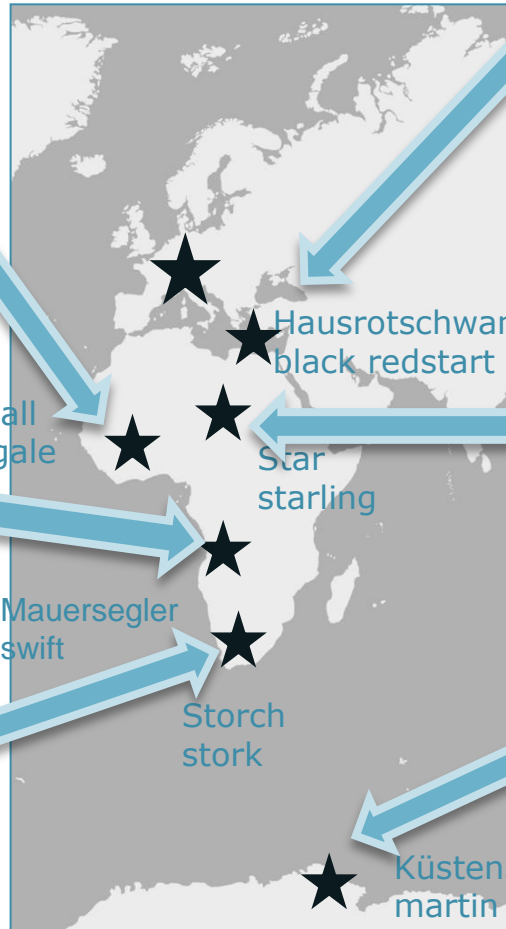 Hausrotschwan
black redstart
all
gale
Star
starling
Mauersegler
swift
Storch
stork
Küsten
martin